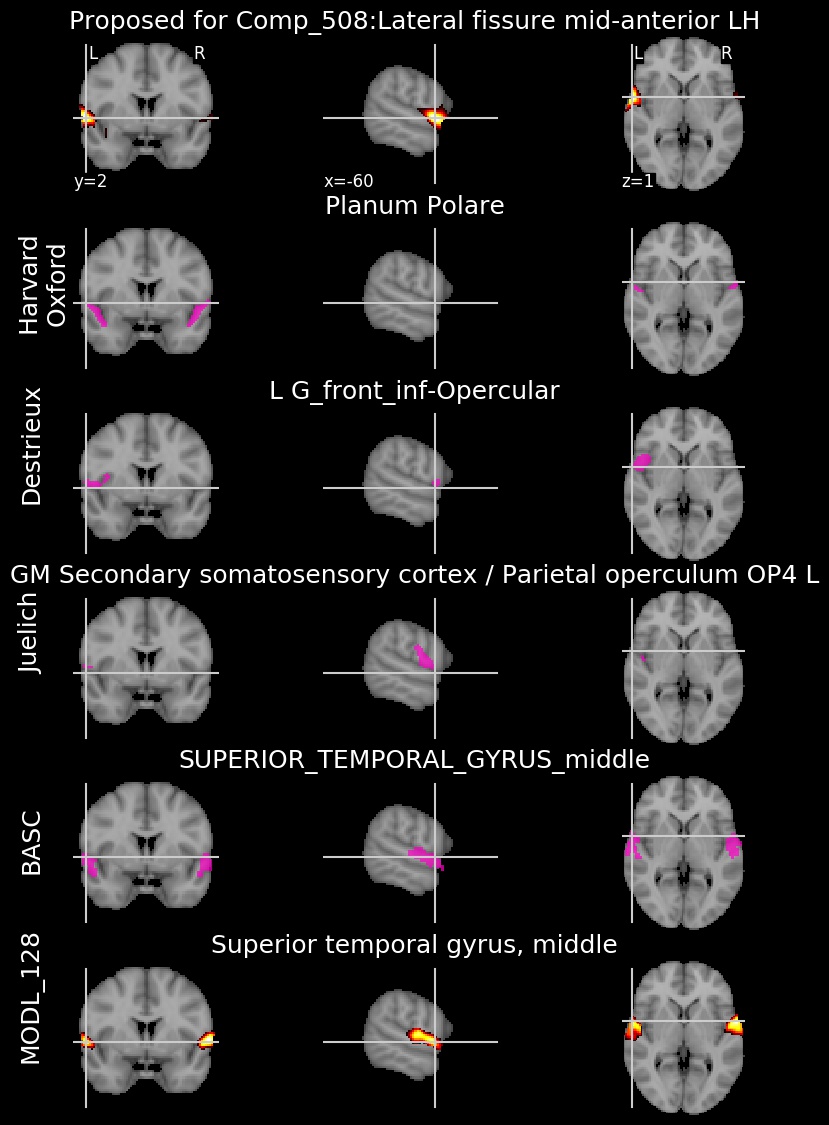 Proposed for Comp_508:Lateral fissure mid-anterior LH
L R
L R
y=2
x=-60
z=1
Planum Polare
Harvard
Oxford
L G_front_inf-Opercular
Destrieux
GM Secondary somatosensory cortex / Parietal operculum OP4 L
Juelich
SUPERIOR_TEMPORAL_GYRUS_middle
BASC
Superior temporal gyrus, middle
MODL_128